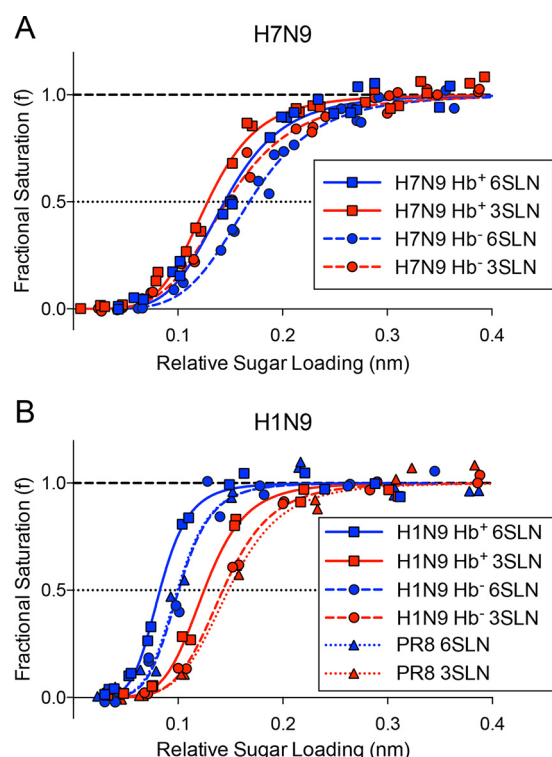 A
H7N9
Fractional Saturation (f)
1.0
0.5
0.0
0.1
0.2
0.3
0.4
Relative Sugar Loading (nm)
H7N9 Hb⁺ 6SLN
H7N9 Hb⁺ 3SLN
H7N9 Hb⁻ 6SLN
H7N9 Hb⁻ 3SLN
B
H1N9
Fractional Saturation (f)
1.0
0.5
0.0
0.1
0.2
0.3
0.4
Relative Sugar Loading (nm)
H1N9 Hb⁺ 6SLN
H1N9 Hb⁺ 3SLN
H1N9 Hb⁻ 6SLN
H1N9 Hb⁻ 3SLN
PR8 6SLN
PR8 3SLN